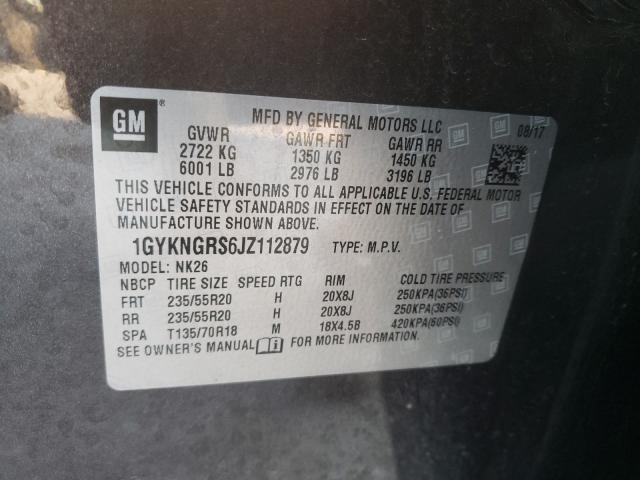 GM®
MFD BY GENERAL MOTORS LLC 08/17
GVWR GAWR FRT GAWR RR
2722 KG 1350 KG 1450 KG
6001 LB 2976 LB 3196 LB
THIS VEHICLE CONFORMS TO ALL APPLICABLE U.S. FEDERAL MOTOR
VEHICLE SAFETY STANDARDS IN EFFECT ON THE DATE OF
MANUFACTURE SHOWN ABOVE.
1GYKNGRS6JZ112879 TYPE: M.P.V.
MODEL: NK26
NBCP TIRE SIZE SPEED RTG RIM COLD TIRE PRESSURE
FRT 235/55R20 H 20X8J 250KPA(36PSI)
RR 235/55R20 H 20X8J 250KPA(36PSI)
SPA T135/70R18 M 18X4.5B 420KPA(60PSI)
SEE OWNER'S MANUAL FOR MORE INFORMATION.